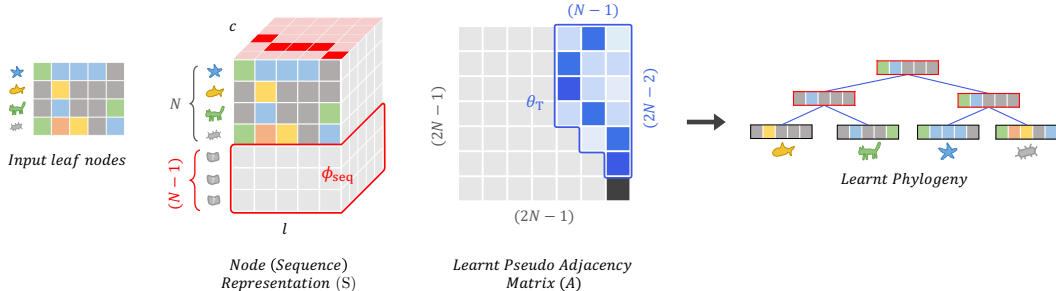 Input leaf nodes
c
N
(N − 1)
ϕseq
l
Node (Sequence)
Representation (S)
(N − 1)
(2N − 1)
θT
(2N − 2)
(2N − 1)
Learnt Pseudo Adjacency
Matrix (A)
Learnt Phylogeny